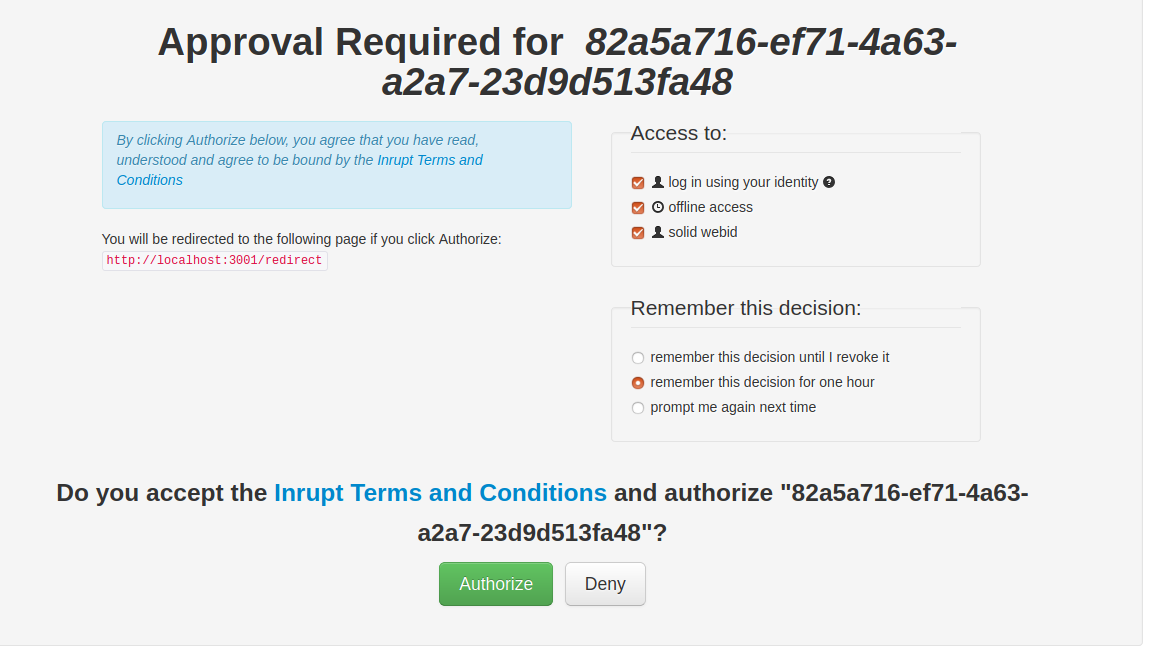 Approval Required for 82a5a716-ef71-4a63-
a2a7-23d9d513fa48
By clicking Authorize below, you agree that you have read,
understood and agree to be bound by the Inrupt Terms and
Conditions
You will be redirected to the following page if you click Authorize:
http://localhost:3001/redirect
Access to:
log in using your identity
offline access
solid webid
Remember this decision:
remember this decision until I revoke it
remember this decision for one hour
prompt me again next time
Do you accept the Inrupt Terms and Conditions and authorize "82a5a716-ef71-4a63-
a2a7-23d9d513fa48"?
Authorize
Deny